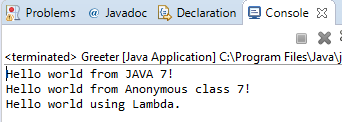 Problems @ Javadoc Declaration Console
<terminated> Greeter [Java Application] C:\Program Files\Java\j
Hello world from JAVA 7!
Hello world from Anonymous class 7!
Hello world using Lambda.